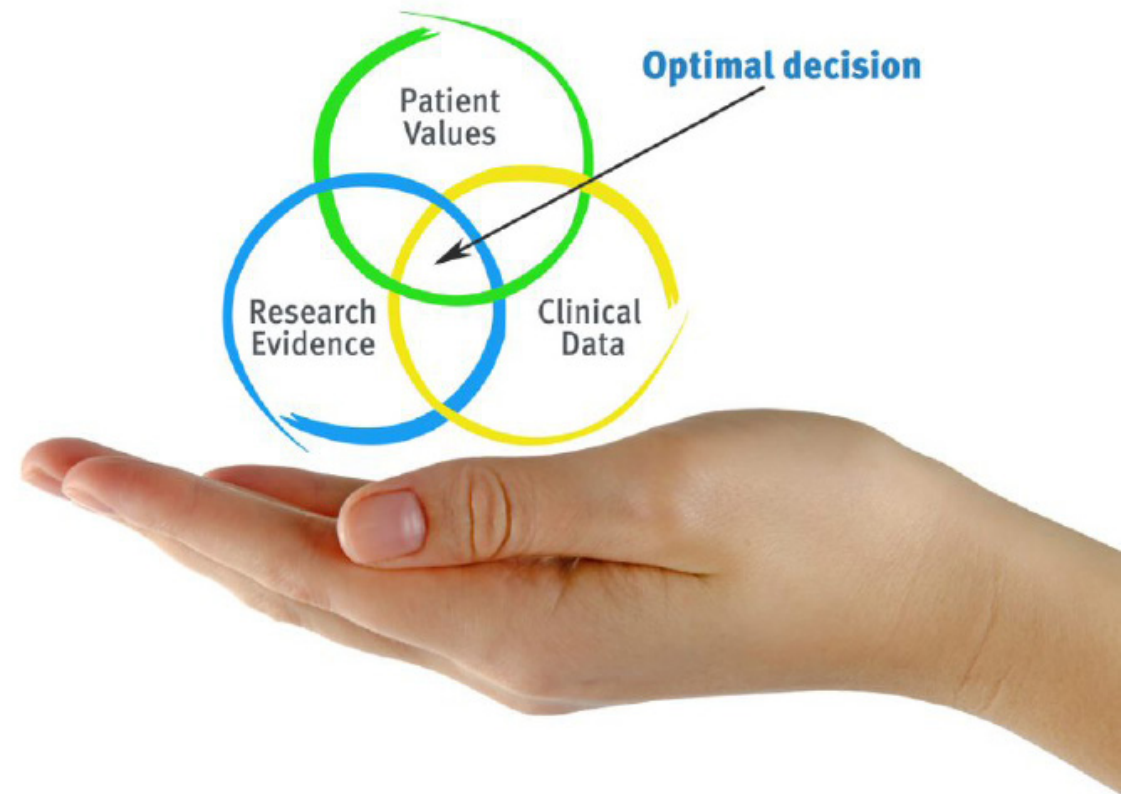 Optimal decision
Patient
Values
Research
Evidence
Clinical
Data